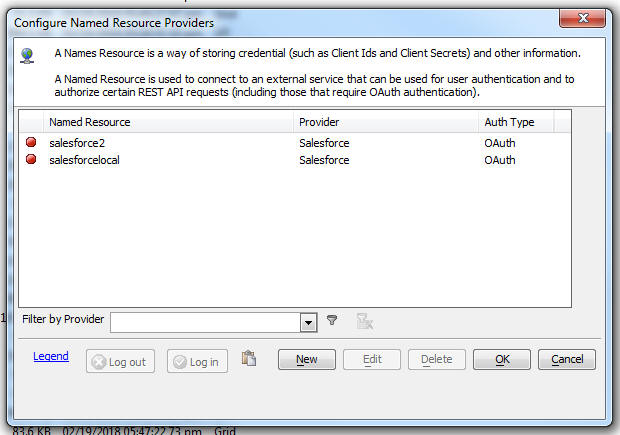 Configure Named Resource Providers
A Names Resource is a way of storing credential (such as Client Ids and Client Secrets) and other information.
A Named Resource is used to connect to an external service that can be used for user authentication and to
authorize certain REST API requests (including those that require OAuth authentication).
Named Resource Provider Auth Type
salesforce2 Salesforce OAuth
salesforcelocal Salesforce OAuth
Filter by Provider
Legend Log out Log in New Edit Delete OK Cancel
83.6 KB 02/19/2018 05:47:22 73 pm Grid